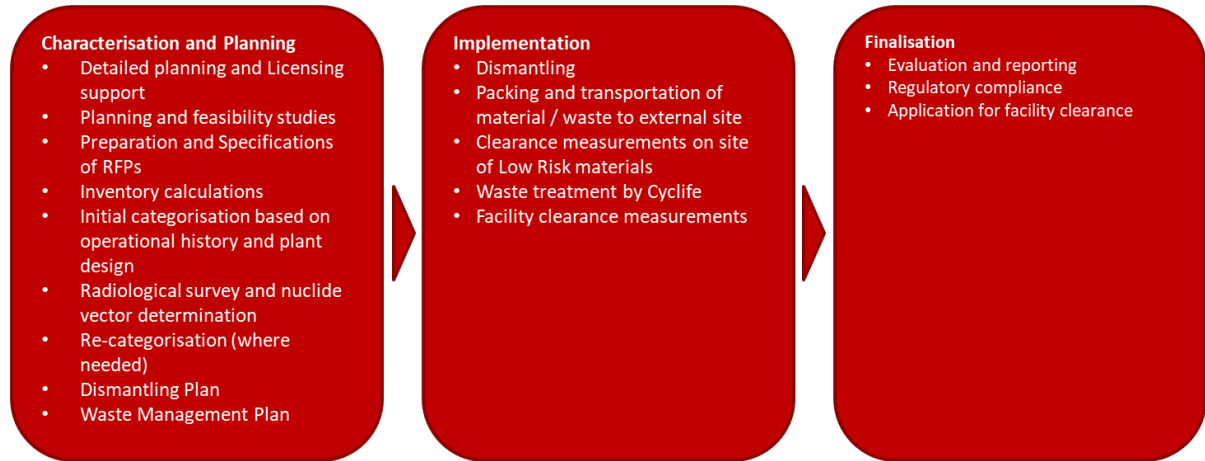 Characterisation and Planning
• Detailed planning and Licensing
support
• Planning and feasibility studies
• Preparation and Specifications
of RFPs
• Inventory calculations
• Initial categorisation based on
operational history and plant
design
• Radiological survey and nuclide
vector determination
• Re-categorisation (where
needed)
• Dismantling Plan
• Waste Management Plan
Implementation
• Dismantling
• Packing and transportation of
material / waste to external site
• Clearance measurements on site
of Low Risk materials
• Waste treatment by Cyclife
• Facility clearance measurements
Finalisation
• Evaluation and reporting
• Regulatory compliance
• Application for facility clearance